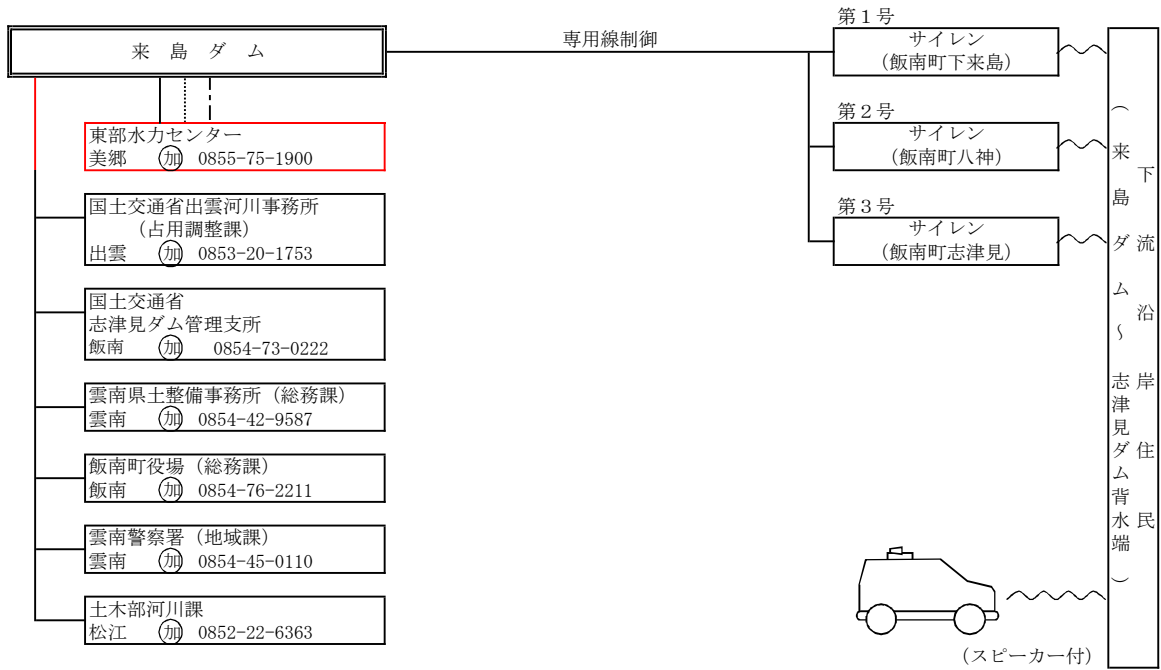 来島ダム
専用線制御
東部水力センター
美郷 加 0855-75-1900
国土交通省出雲河川事務所
(占用調整課)
出雲 加 0853-20-1753
国土交通省
志津見ダム管理支所
飯南 加 0854-73-0222
雲南県土整備事務所(総務課)
雲南 加 0854-42-9587
飯南町役場(総務課)
飯南 加 0854-76-2211
雲南警察署(地域課)
雲南 加 0854-45-0110
土木部河川課
松江 加 0852-22-6363
第1号
サイレン
(飯南町下来島)
第2号
サイレン
(飯南町八神)
第3号
サイレン
(飯南町志津見)
下流沿岸住民
(来島ダム~志津見ダム背水端)
(スピーカー付)